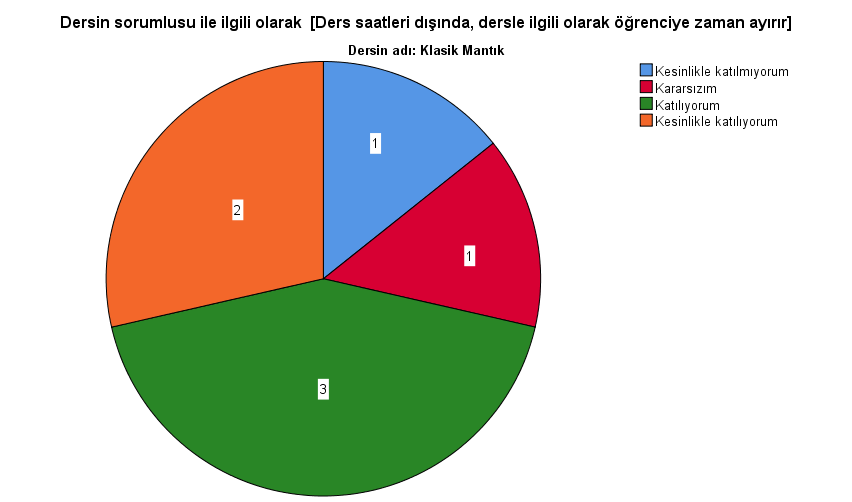 Dersin sorumlusu ile ilgili olarak [Ders saatleri dışında, dersle ilgili olarak öğrenciye zaman ayırır]
Dersin adı: Klasik Mantık
Kesinlikle katılmıyorum
Kararsızım
Katılıyorum
Kesinlikle katılıyorum
1
2
1
3